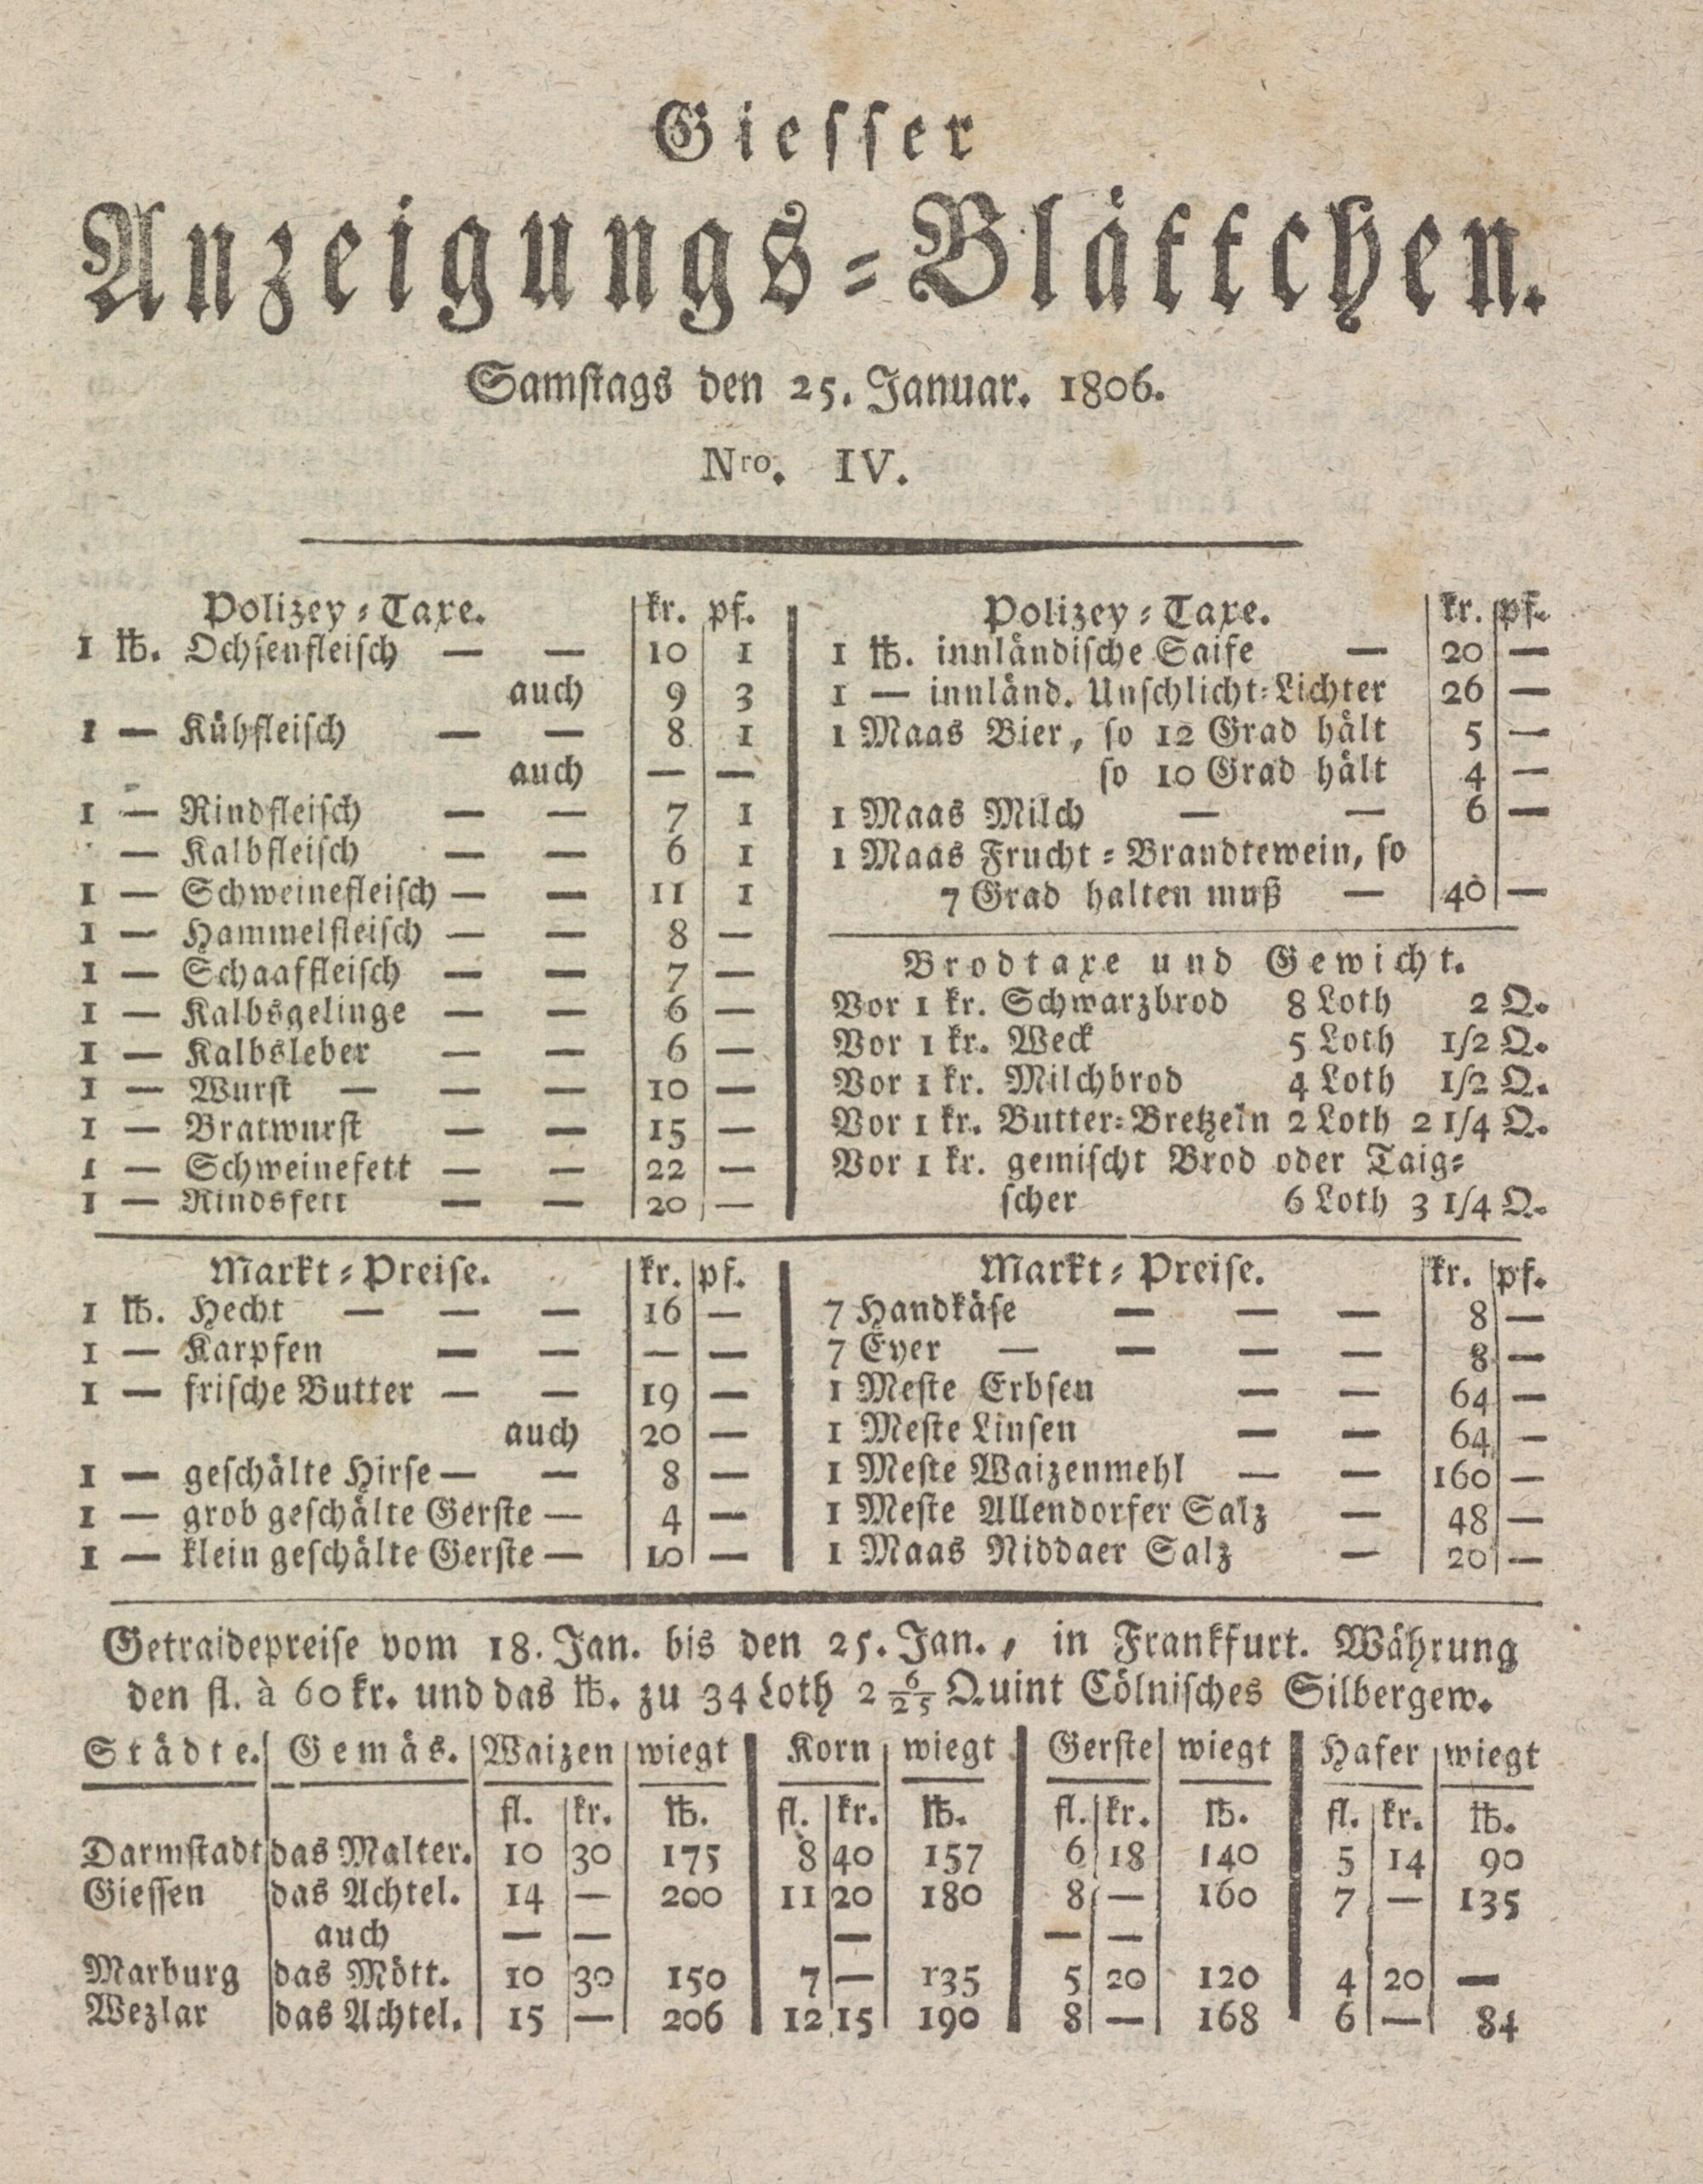 Giesser
Anzeigungs-Blättchen.
Samstags den 25. Januar. 1806.
Nro. IV.
Polizey-Taxe. kr. pf.
1 ℔. Ochsenfleisch — — 10 1
auch 9 3
1 — Kühfleisch — — 8 1
auch — —
1 — Rindfleisch — — 7 1
— Kalbfleisch — — 6 1
1 — Schweinefleisch — — 11 1
1 — Hammelfleisch — — 8 —
1 — Schaaffleisch — — 7 —
1 — Kalbsgelinge — — 6 —
1 — Kalbsleber — — 6 —
1 — Wurst — — — 10 —
1 — Bratwurst — — 15 —
1 — Schweinefett — — 22 —
1 — Rindsfett — — 20 —
Polizey-Taxe. kr. pf.
1 ℔. innländische Saife — 20 —
1 — innländ. Unschlicht-Lichter 26 —
1 Maas Bier, so 12 Grad hält 5 —
so 10 Grad hält 4 —
1 Maas Milch — — 6 —
1 Maas Frucht-Brandtewein, so
7 Grad halten muß — 40 —
Brodtaxe und Gewicht.
Vor 1 kr. Schwarzbrod 8 Loth 2 Q.
Vor 1 kr. Weck 5 Loth 1/2 Q.
Vor 1 kr. Milchbrod 4 Loth 1/2 Q.
Vor 1 kr. Butter-Bretzeln 2 Loth 2 1/4 Q.
Vor 1 kr. gemischt Brod oder Taig-
scher 6 Loth 3 1/4 Q.
Markt-Preise. kr. pf.
1 ℔. Hecht — — — 16 —
1 — Karpfen — — — —
1 — frische Butter — — 19 —
auch 20 —
1 — geschälte Hirse — — 8 —
1 — grob geschälte Gerste — 4 —
1 — klein geschälte Gerste — 10 —
Markt-Preise. kr. pf.
7 Handkäse — — — 8 —
7 Eyer — — — — 8 —
1 Meste Erbsen — — 64 —
1 Meste Linsen — — 64 —
1 Meste Waizenmehl — — 160 —
1 Meste Allendorfer Salz — 48 —
1 Maas Niddaer Salz — 20 —
Getraidepreise vom 18. Jan. bis den 25. Jan., in Frankfurt. Währung
den fl. à 60 kr. und das ℔. zu 34 Loth 2 6/25 Quint Cölnisches Silbergew.
Städte. Gemäs. Waizen wiegt Korn wiegt Gerste wiegt Hafer wiegt
fl. kr. ℔. fl. kr. ℔. fl. kr. ℔. fl. kr. ℔.
Darmstadt das Malter. 10 30 175 8 40 157 6 18 140 5 14 90
Giessen das Achtel. 14 — 200 11 20 180 8 — 160 7 — 135
auch — — — — —
Marburg das Mött. 10 30 150 7 — 135 5 20 120 4 20 —
Wezlar das Achtel. 15 — 206 12 15 190 8 — 168 6 — 84